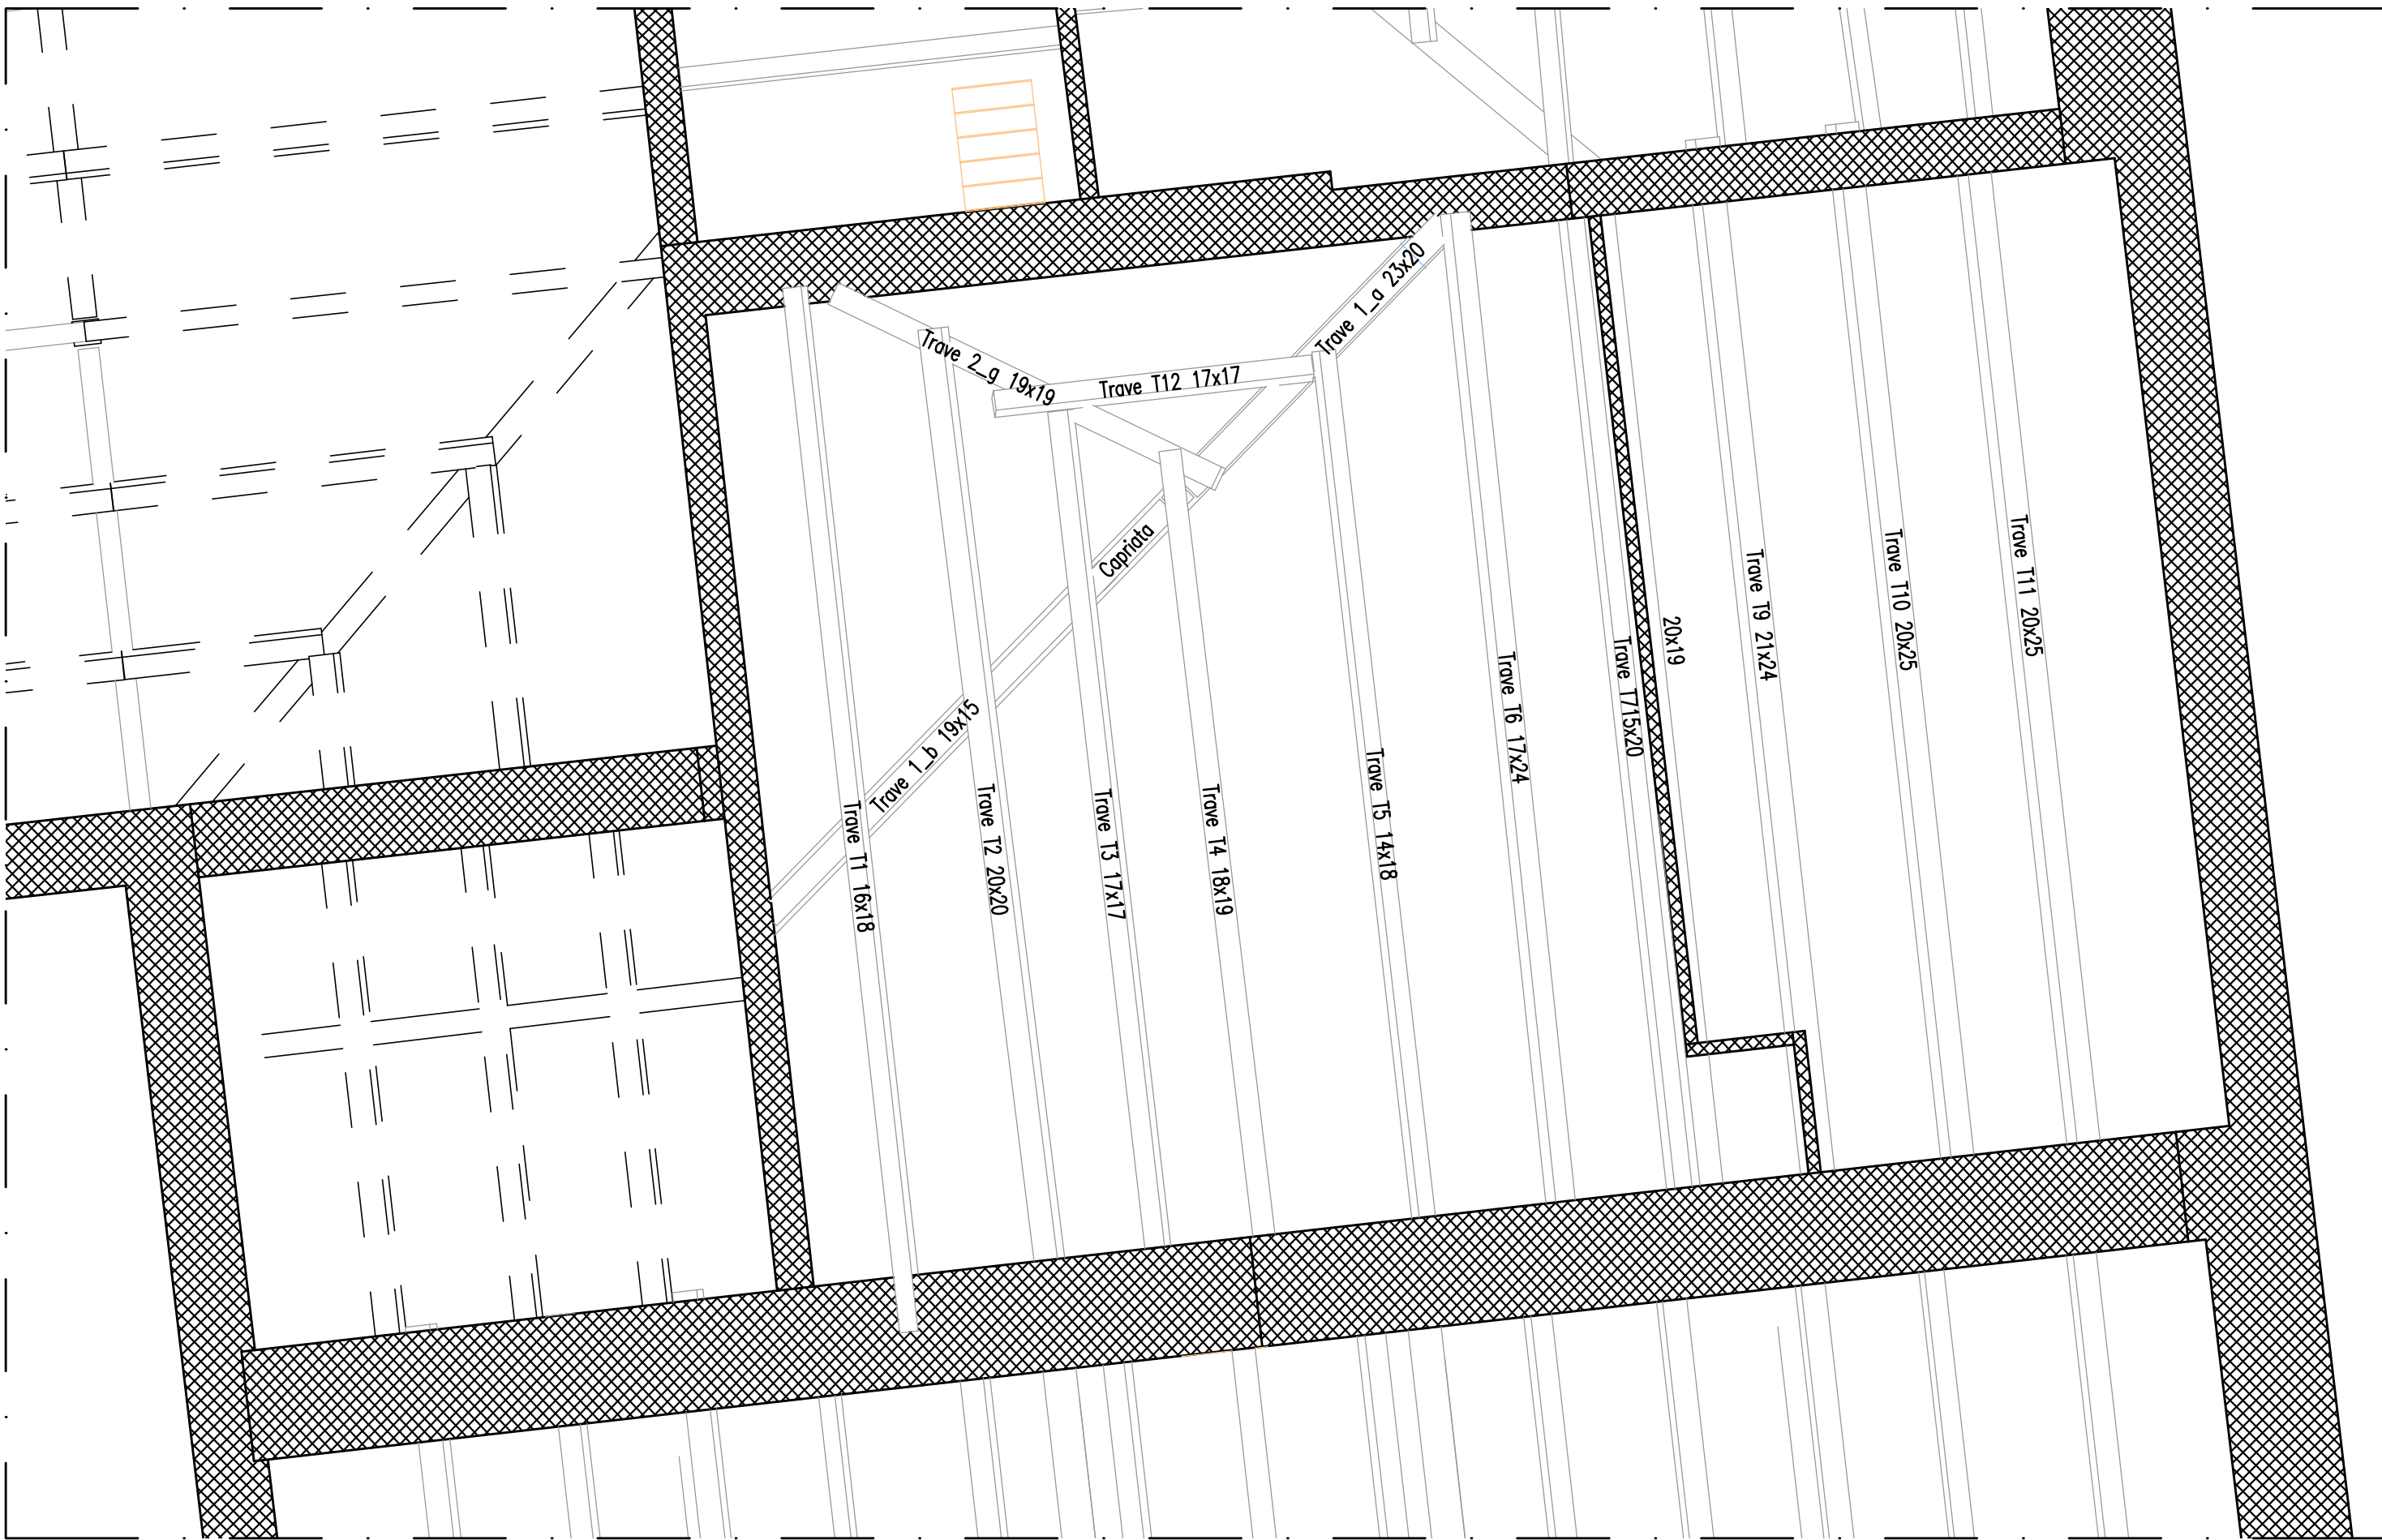 Trave 1_a 23x20
Trave 2_g 19x19
Trave T12 17x17
Capriata
Trave 1_b 19x15
Trave T1 16x18
Trave T2 20x20
Trave T3 17x17
Trave T4 18x19
Trave T5 14x18
Trave T6 17x24
Trave T715x20
20x19
Trave T9 21x24
Trave T10 20x25
Trave T11 20x25